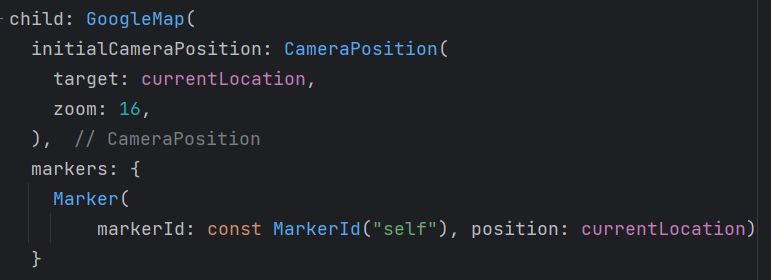 child: GoogleMap(
initialCameraPosition: CameraPosition(
target: currentLocation,
zoom: 16,
), // CameraPosition
markers: {
Marker(
markerId: const MarkerId("self"), position: currentLocation)
}